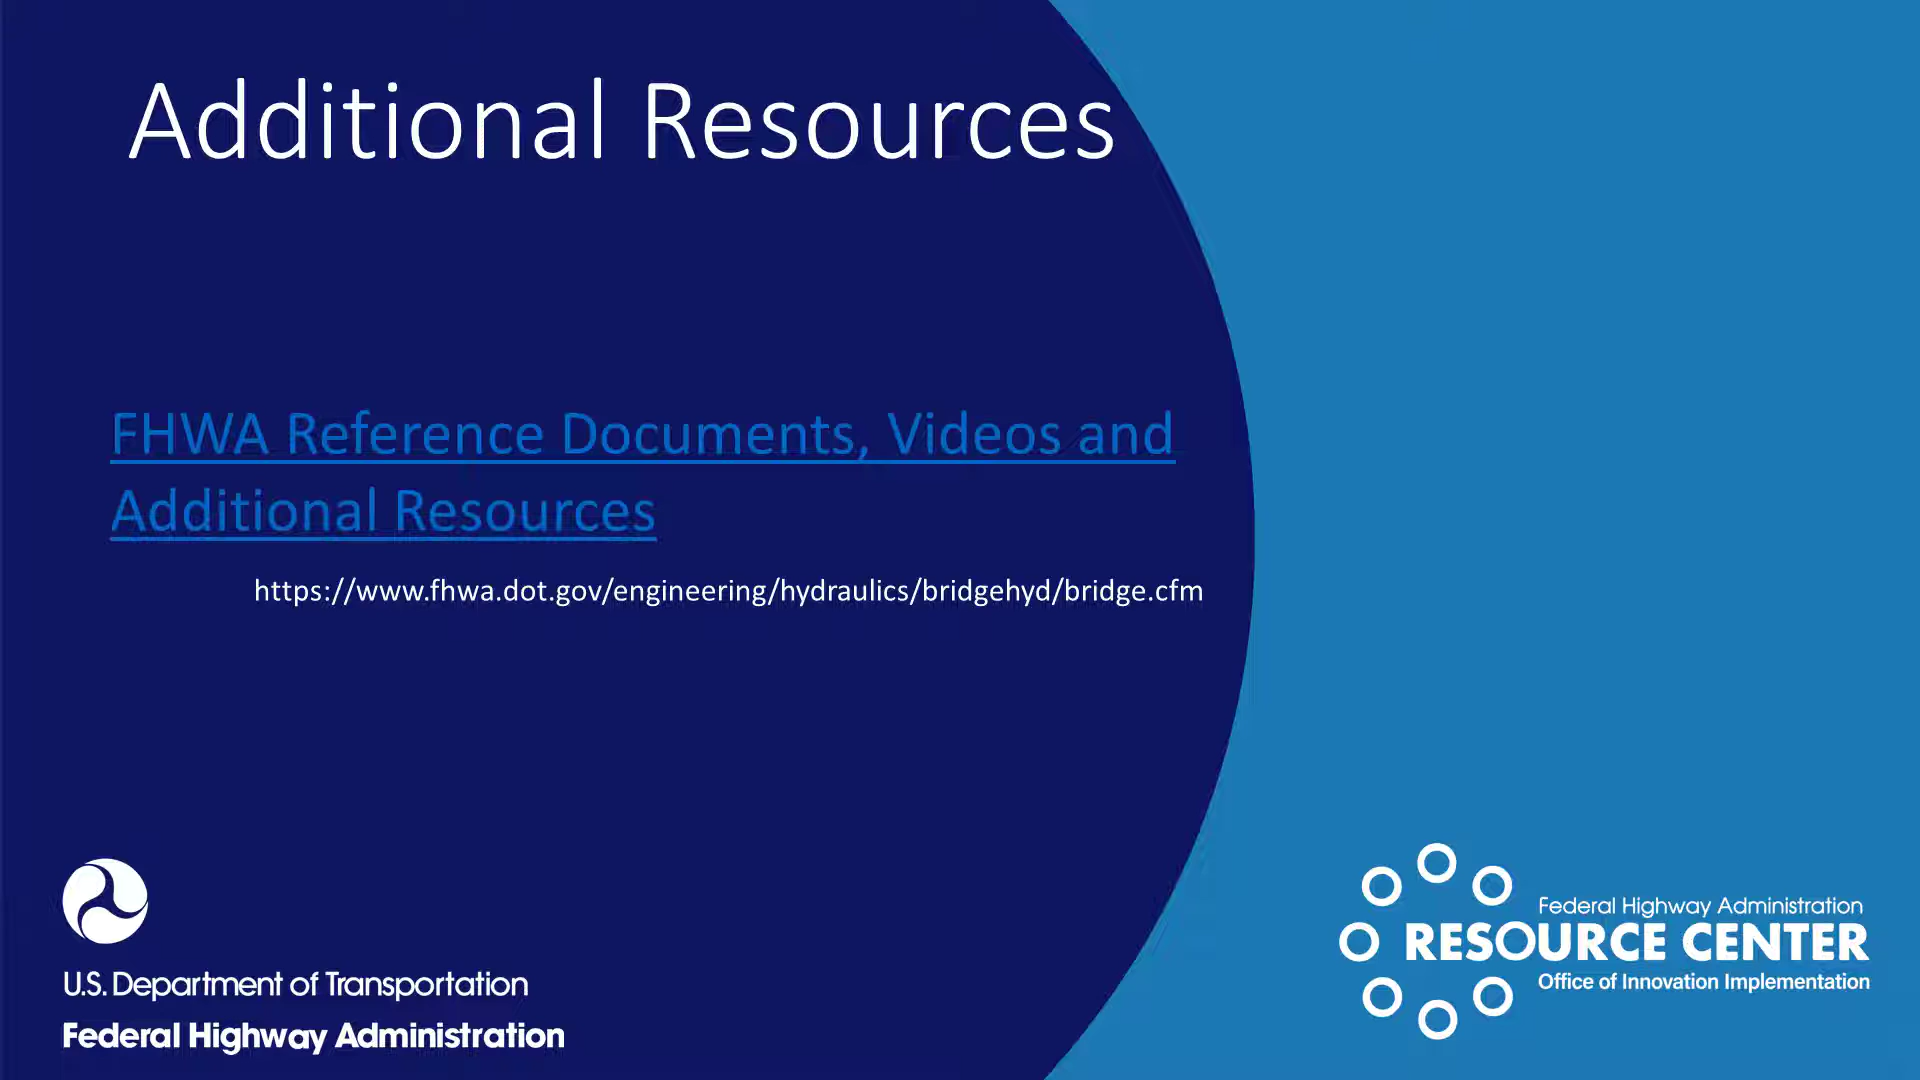 Additional Resources
FHWA Reference Documents, Videos and
Additional Resources
https://www.fhwa.dot.gov/engineering/hydraulics/bridgehyd/bridge.cfm
U.S. Department of Transportation
Federal Highway Administration
Federal Highway Administration
RESOURCE CENTER
Office of Innovation Implementation